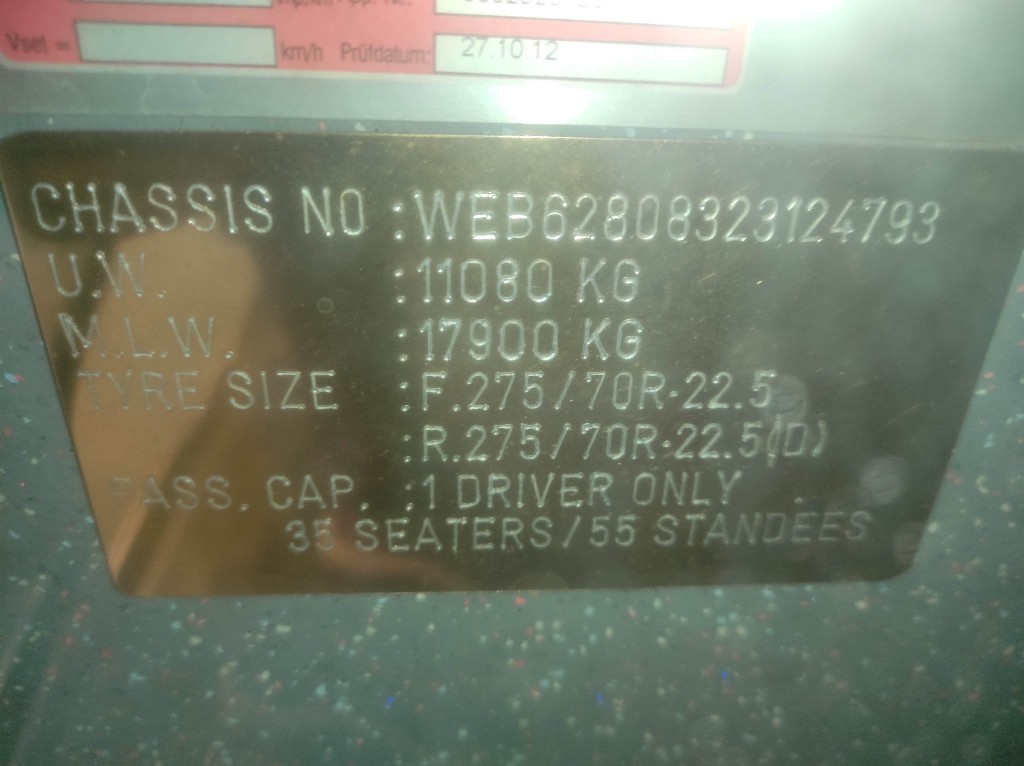 Vset = km/h Prüfdatum: 27.10.12
CHASSIS NO :WEB62808323124793
U.W. :11080 KG
M.L.W. :17900 KG
TYRE SIZE :F.275/70R-22.5
:R.275/70R-22.5(D)
PASS. CAP. :1 DRIVER ONLY
35 SEATERS/55 STANDEES